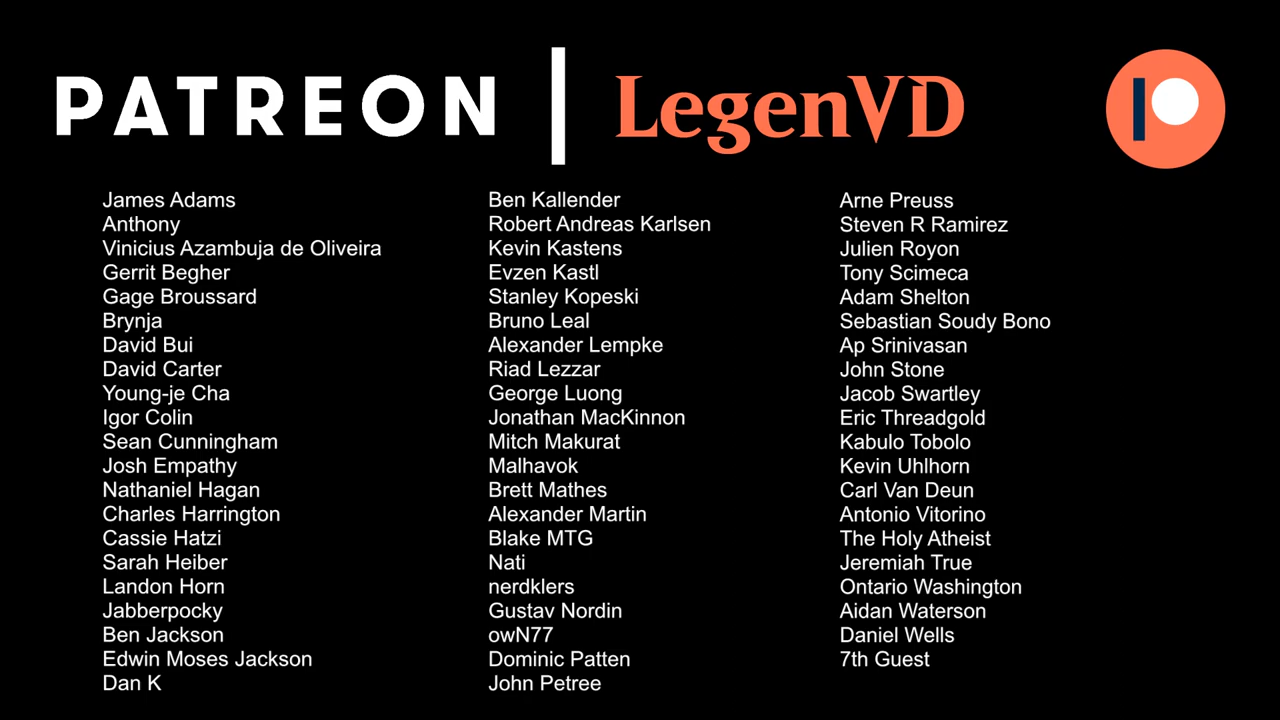 PATREON | LegenVD
James Adams
Anthony
Vinicius Azambuja de Oliveira
Gerrit Begher
Gage Broussard
Brynja
David Bui
David Carter
Young-je Cha
Igor Colin
Sean Cunningham
Josh Empathy
Nathaniel Hagan
Charles Harrington
Cassie Hatzi
Sarah Heiber
Landon Horn
Jabberpocky
Ben Jackson
Edwin Moses Jackson
Dan K
Ben Kallender
Robert Andreas Karlsen
Kevin Kastens
Evzen Kastl
Stanley Kopeski
Bruno Leal
Alexander Lempke
Riad Lezzar
George Luong
Jonathan MacKinnon
Mitch Makurat
Malhavok
Brett Mathes
Alexander Martin
Blake MTG
Nati
nerdklers
Gustav Nordin
owN77
Dominic Patten
John Petree
Arne Preuss
Steven R Ramirez
Julien Royon
Tony Scimeca
Adam Shelton
Sebastian Soudy Bono
Ap Srinivasan
John Stone
Jacob Swartley
Eric Threadgold
Kabulo Tobolo
Kevin Uhlhorn
Carl Van Deun
Antonio Vitorino
The Holy Atheist
Jeremiah True
Ontario Washington
Aidan Waterson
Daniel Wells
7th Guest